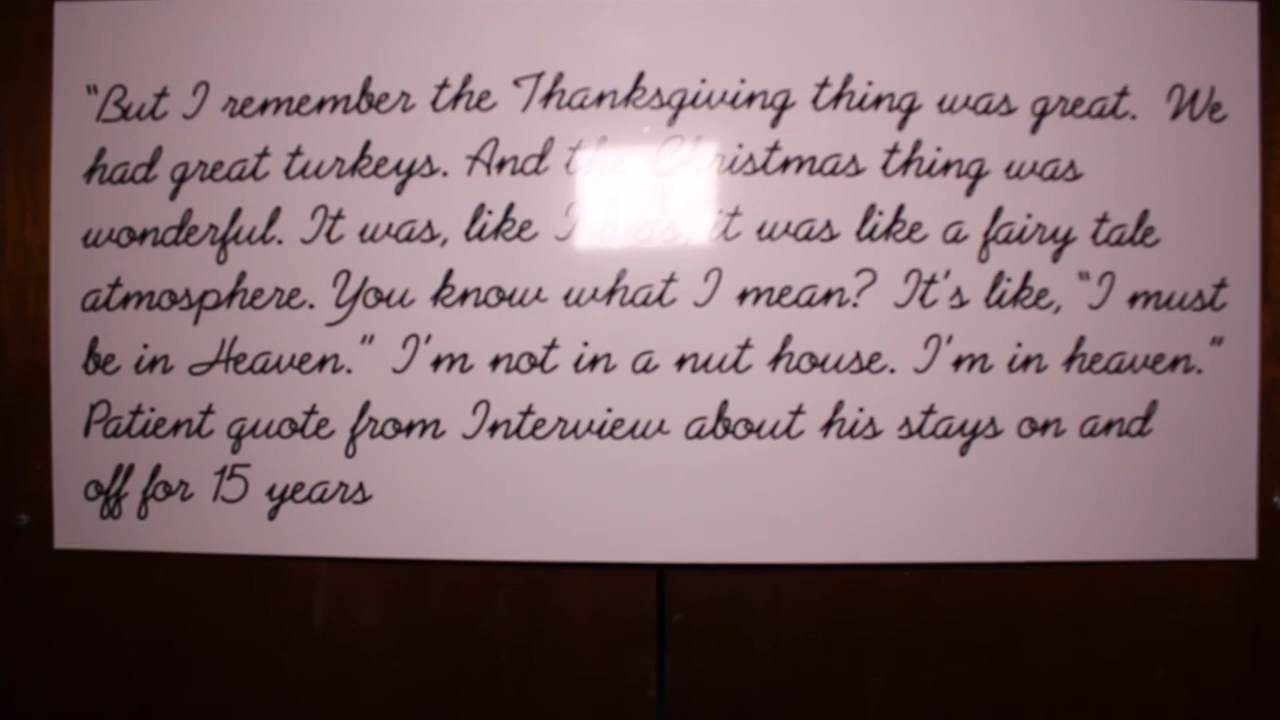 "But I remember the Thanksgiving thing was great. We
had great turkeys. And the Christmas thing was
wonderful. It was, like I was, it was like a fairy tale
atmosphere. You know what I mean? It's like, "I must
be in Heaven." I'm not in a nut house. I'm in heaven."
Patient quote from Interview about his stays on and
off for 15 years